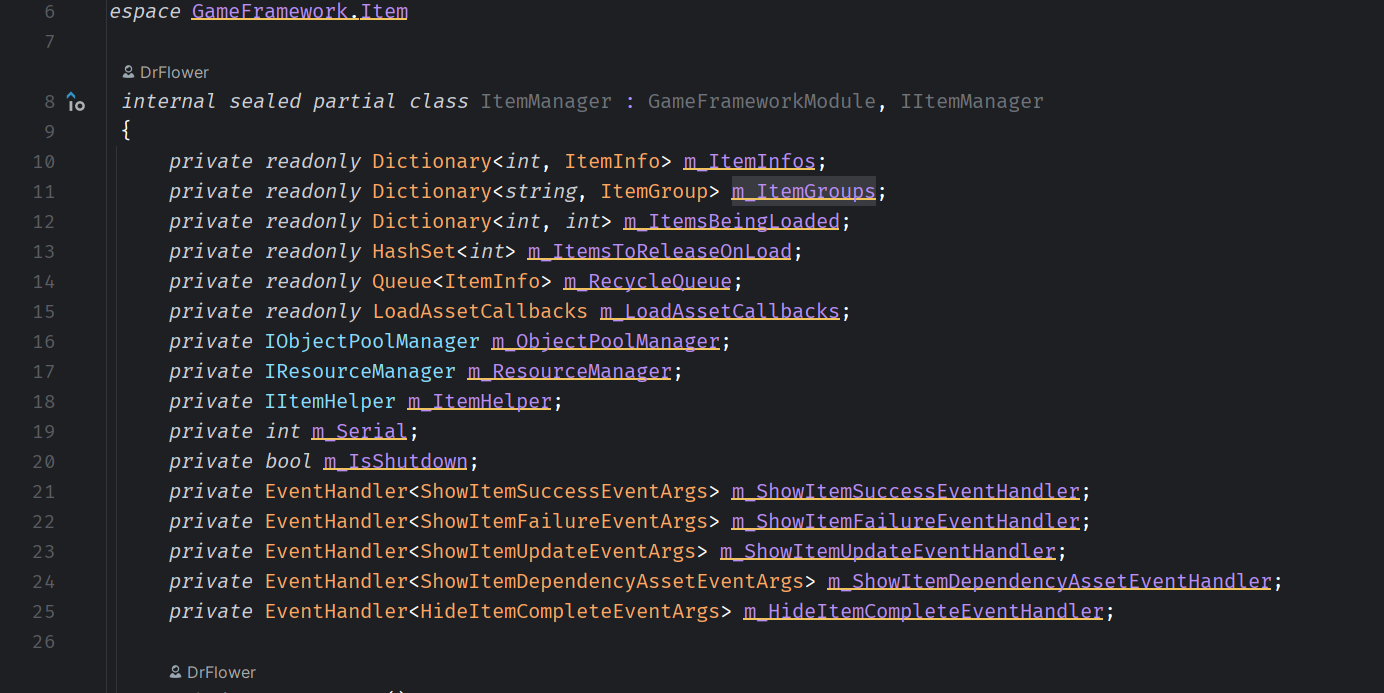 6 espace GameFramework.Item
7
DrFlower
8 internal sealed partial class ItemManager : GameFrameworkModule, IItemManager
9 {
10 private readonly Dictionary<int, ItemInfo> m_ItemInfos;
11 private readonly Dictionary<string, ItemGroup> m_ItemGroups;
12 private readonly Dictionary<int, int> m_ItemsBeingLoaded;
13 private readonly HashSet<int> m_ItemsToReleaseOnLoad;
14 private readonly Queue<ItemInfo> m_RecycleQueue;
15 private readonly LoadAssetCallbacks m_LoadAssetCallbacks;
16 private IObjectPoolManager m_ObjectPoolManager;
17 private IResourceManager m_ResourceManager;
18 private IItemHelper m_ItemHelper;
19 private int m_Serial;
20 private bool m_IsShutdown;
21 private EventHandler<ShowItemSuccessEventArgs> m_ShowItemSuccessEventHandler;
22 private EventHandler<ShowItemFailureEventArgs> m_ShowItemFailureEventHandler;
23 private EventHandler<ShowItemUpdateEventArgs> m_ShowItemUpdateEventHandler;
24 private EventHandler<ShowItemDependencyAssetEventArgs> m_ShowItemDependencyAssetEventHandler;
25 private EventHandler<HideItemCompleteEventArgs> m_HideItemCompleteEventHandler;
26
DrFlower